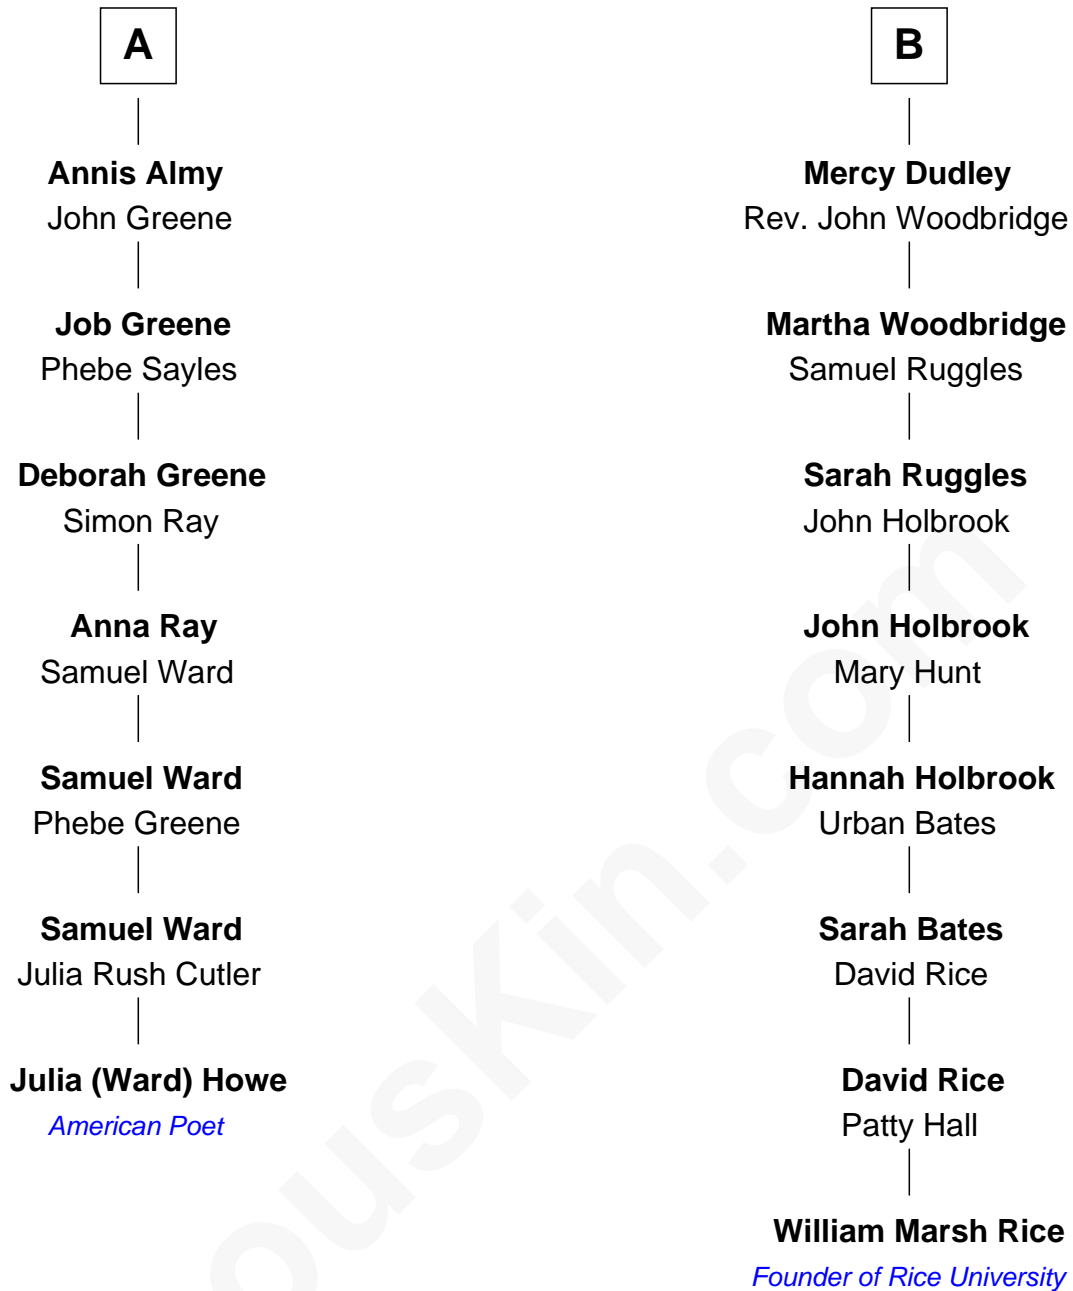 A
Annis Almy
John Greene
Job Greene
Phebe Sayles
Deborah Greene
Simon Ray
Anna Ray
Samuel Ward
Samuel Ward
Phebe Greene
Samuel Ward
Julia Rush Cutler
Julia (Ward) Howe
American Poet
B
Mercy Dudley
Rev. John Woodbridge
Martha Woodbridge
Samuel Ruggles
Sarah Ruggles
John Holbrook
John Holbrook
Mary Hunt
Hannah Holbrook
Urban Bates
Sarah Bates
David Rice
David Rice
Patty Hall
William Marsh Rice
Founder of Rice University
ousKin.com